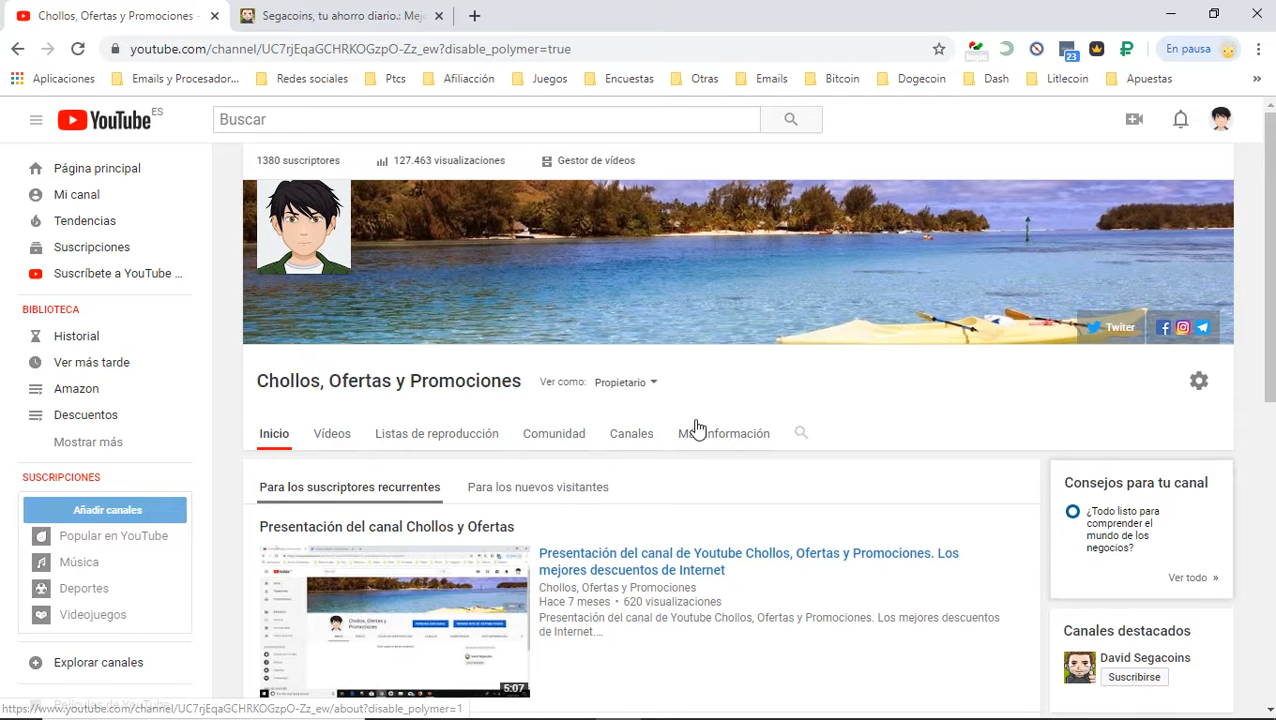 Chollos, Ofertas y Promociones -
Segacoins, tu ahorro diario.: Mej
youtube.com/channel/UC7rjEqaGCHRKOGzpO-Zz_ew?disable_polymer=true
23
En pausa
Aplicaciones
Emails y Procesador...
Redes sociales
Ptcs
Afiliacción
Juegos
Encuestas
Emails
Bitcoin
Dogecoin
Dash
Litlecoin
Apuestas
YouTube ES
Buscar
1380 suscriptores
127.463 visualizaciones
Gestor de vídeos
Página principal
Mi canal
Tendencias
Suscripciones
Suscríbete a YouTube ...
BIBLIOTECA
Historial
Ver más tarde
Amazon
Descuentos
Mostrar más
SUSCRIPCIONES
Añadir canales
Popular en YouTube
Música
Deportes
Videojuegos
Explorar canales
Twiter
Chollos, Ofertas y Promociones
Ver como: Propietario
Inicio
Vídeos
Listas de reproducción
Comunidad
Canales
Más información
Para los suscriptores recurrentes
Para los nuevos visitantes
Presentación del canal Chollos y Ofertas
Presentación del canal de Youtube Chollos, Ofertas y Promociones. Los
mejores descuentos de Internet
Chollos, Ofertas y Promociones
Hace 7 meses • 620 visualizaciones
Presentación del canal de Youtube Chollos, Ofertas y Promociones. Los mejores descuentos
de Internet....
5:07
Consejos para tu canal
¿Todo listo para
comprender el
mundo de los
negocios?
Ver todo »
Canales destacados
David Segacoins
Suscribirse
https://www.youtube.com/channel/UC7rjEqaGCHRKOGzpO-Zz_ew/about?disable_polymer=1